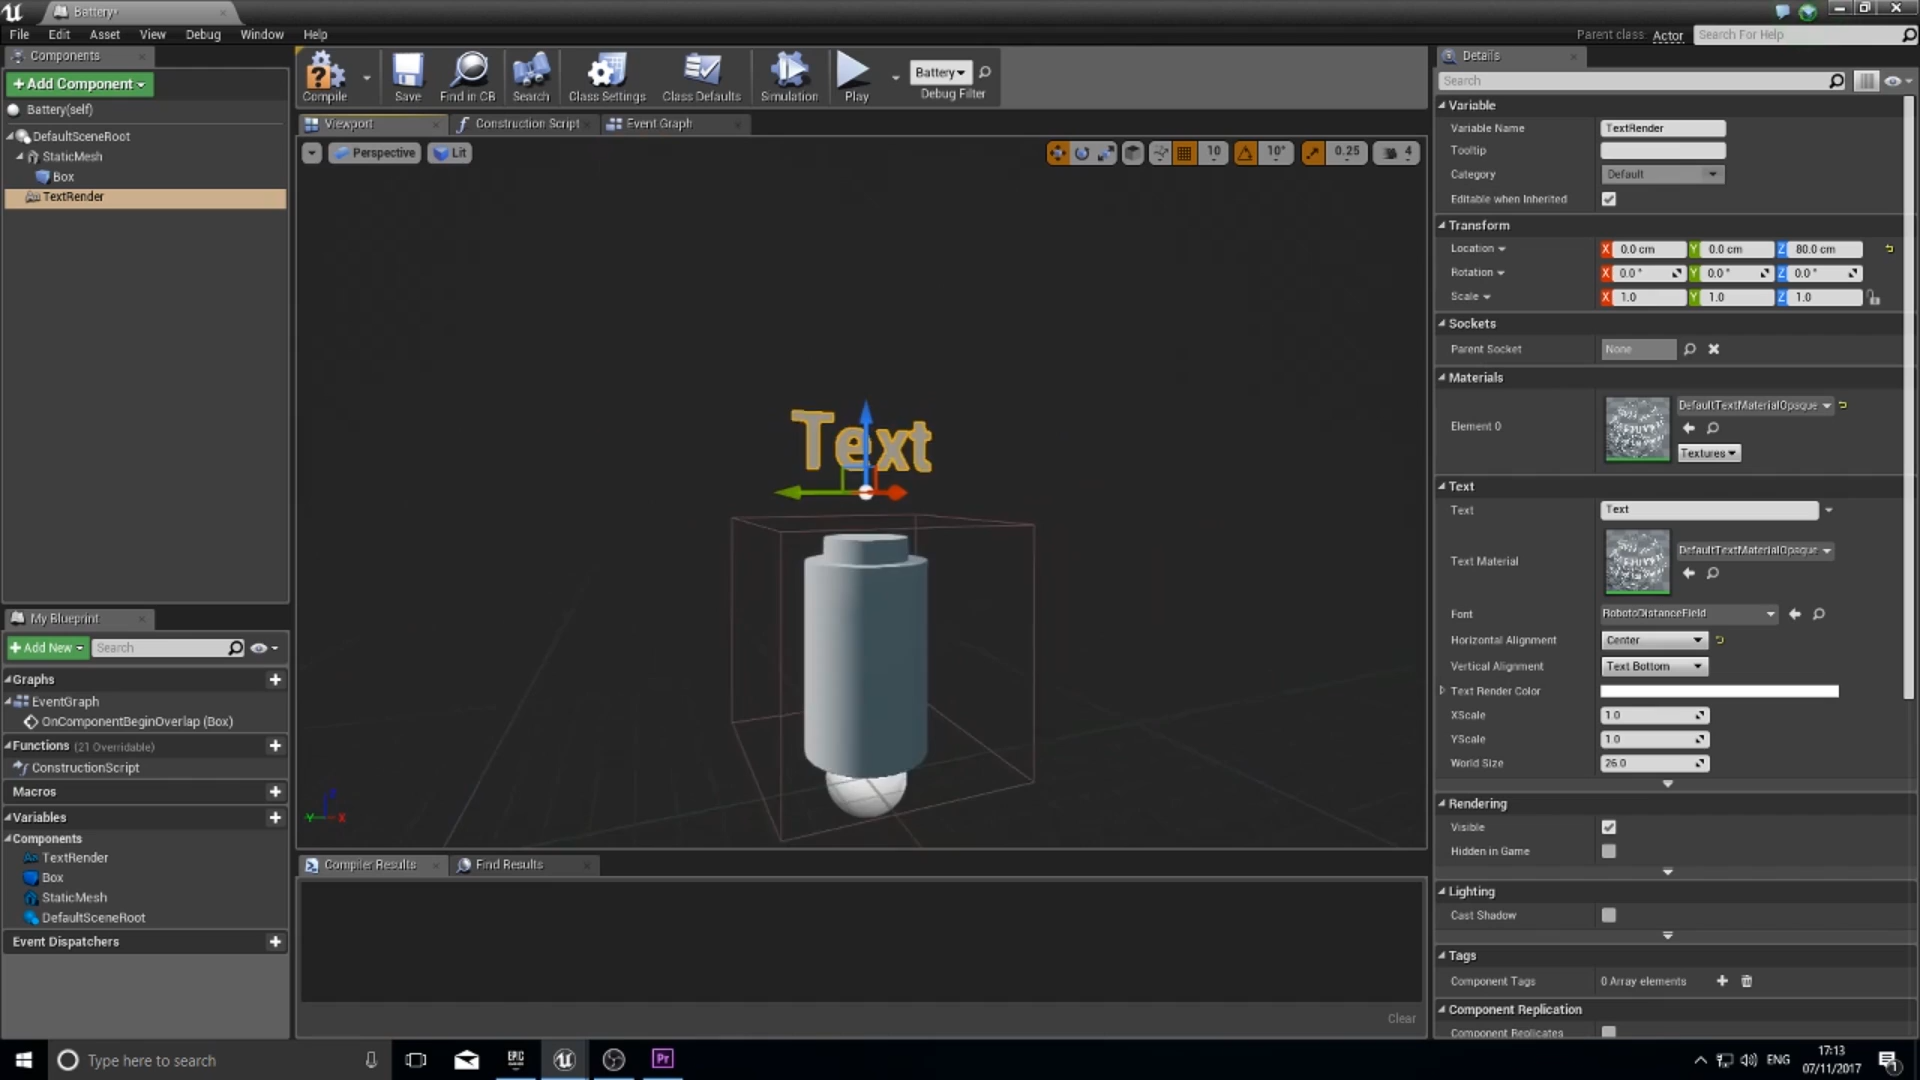 Battery*
File Edit Asset View Debug Window Help
Parent class: Actor
Search For Help
Components
+ Add Component
Battery(self)
DefaultSceneRoot
StaticMesh
Box
TextRender
Compile Save Find in CB Search Class Settings Class Defaults Simulation Play
Battery
Debug Filter
Viewport Construction Script Event Graph
Perspective Lit
10 10° 0.25 4
Text
Y X
My Blueprint
+ Add New Search
Graphs
EventGraph
OnComponentBeginOverlap (Box)
Functions (21 Overridable)
ConstructionScript
Macros
Variables
Components
TextRender
Box
StaticMesh
DefaultSceneRoot
Event Dispatchers
Compiler Results Find Results
Clear
Details
Search
Variable
Variable Name TextRender
Tooltip
Category Default
Editable when Inherited
Transform
Location X 0.0 cm Y 0.0 cm Z 80.0 cm
Rotation X 0.0 ° Y 0.0 ° Z 0.0 °
Scale X 1.0 Y 1.0 Z 1.0
Sockets
Parent Socket None
Materials
Element 0 DefaultTextMaterialOpaque
Textures
Text
Text Text
Text Material DefaultTextMaterialOpaque
Font RobotoDistanceField
Horizontal Alignment Center
Vertical Alignment Text Bottom
Text Render Color
XScale 1.0
YScale 1.0
World Size 26.0
Rendering
Visible
Hidden in Game
Lighting
Cast Shadow
Tags
Component Tags 0 Array elements
Component Replication
Component Replicates
Type here to search
EPIC
Pr
ENG
17:13
07/11/2017
1